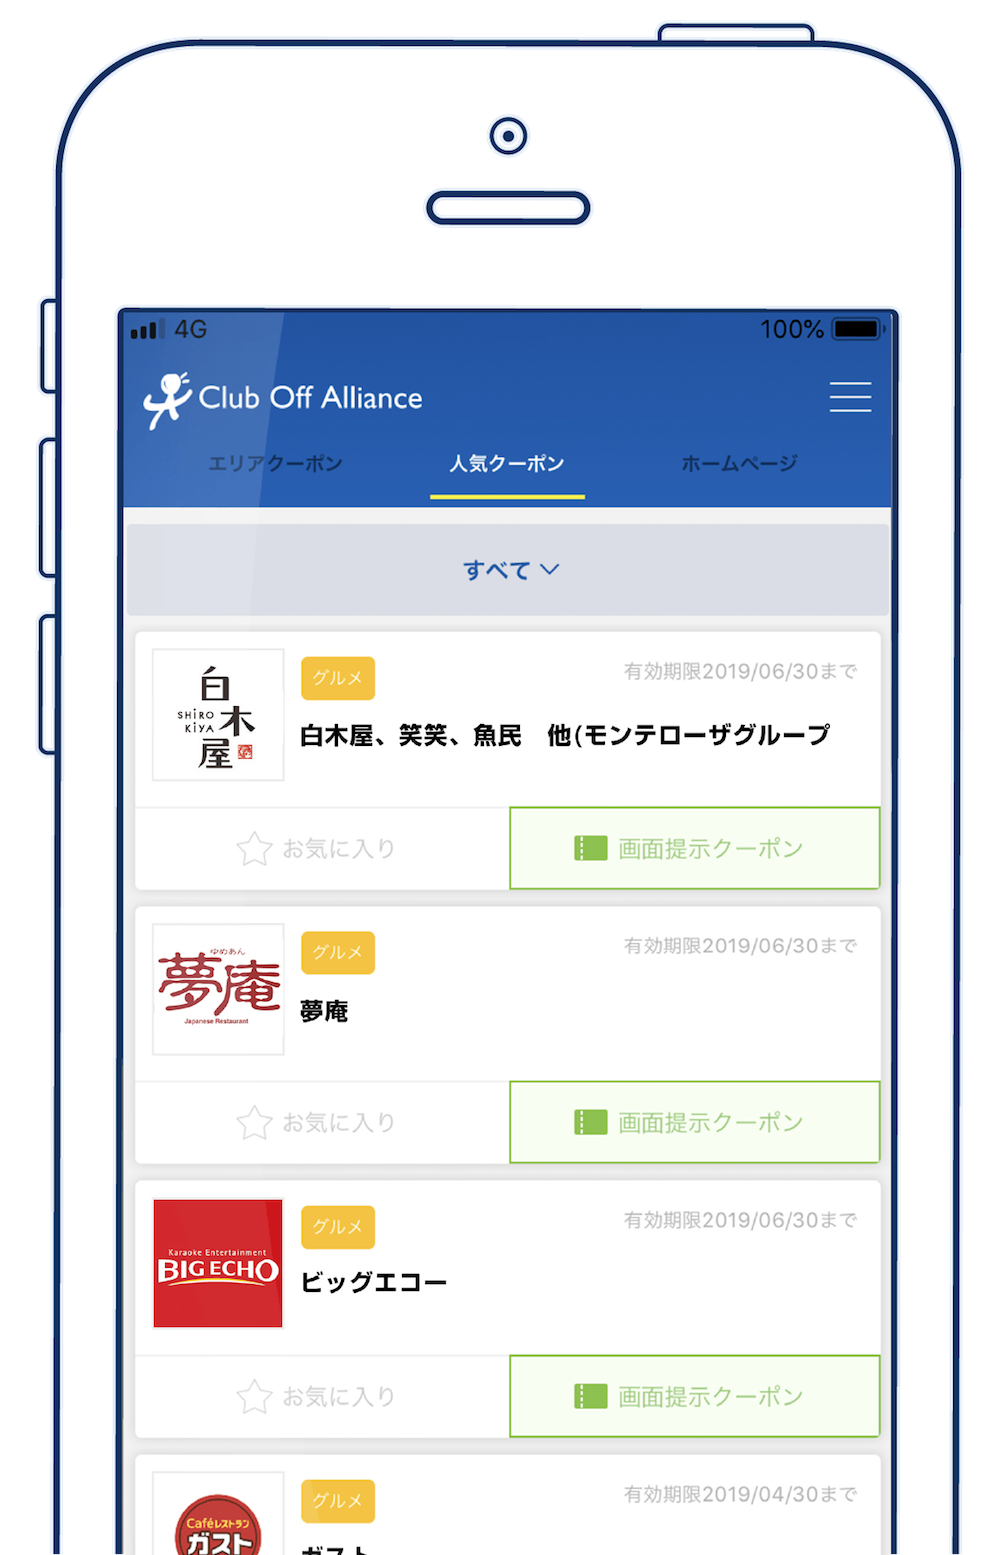 4G 100%
Club Off Alliance
エリアクーポン 人気クーポン ホームページ
すべて
白木屋
SHIRO KIYA
グルメ
有効期限2019/06/30まで
白木屋、笑笑、魚民　他(モンテローザグループ
お気に入り
画面提示クーポン
ゆめあん
夢庵
Japanese Restaurant
グルメ
有効期限2019/06/30まで
夢庵
お気に入り
画面提示クーポン
Karaoke Entertainment
BIG ECHO
グルメ
有効期限2019/06/30まで
ビッグエコー
お気に入り
画面提示クーポン
Caféレストラン
ガスト
グルメ
有効期限2019/04/30まで
ガスト